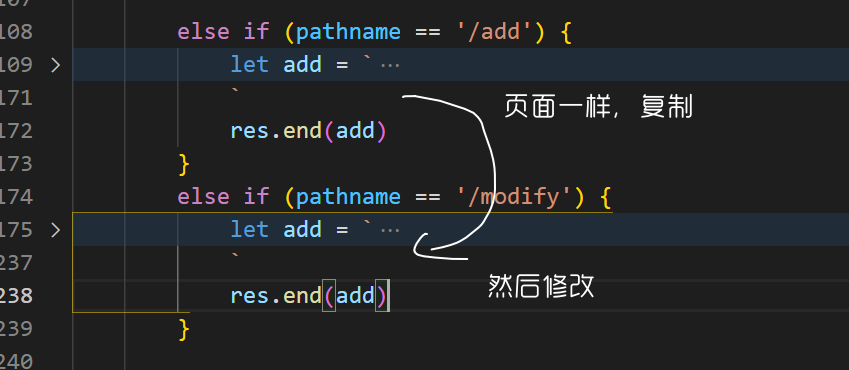 108 else if (pathname == '/add') {
109 let add = ` ···
171 `
172 res.end(add)
173 }
174 else if (pathname == '/modify') {
175 let add = ` ···
237 `
238 res.end(add)
239 }
240
页面一样，复制
然后修改